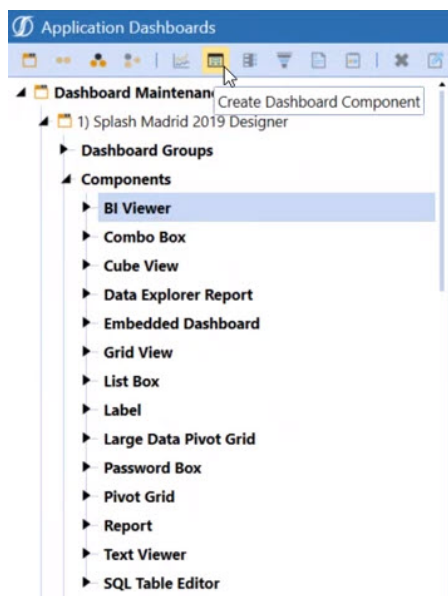 Application Dashboards
Dashboard Maintenan
Create Dashboard Component
1) Splash Madrid 2019 Designer
Dashboard Groups
Components
BI Viewer
Combo Box
Cube View
Data Explorer Report
Embedded Dashboard
Grid View
List Box
Label
Large Data Pivot Grid
Password Box
Pivot Grid
Report
Text Viewer
SQL Table Editor